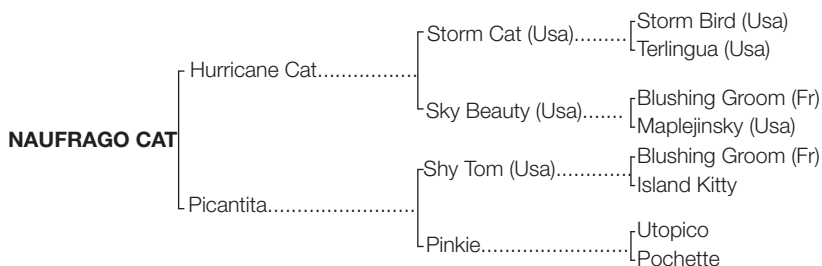 Storm Bird (Usa)
Storm Cat (Usa).........
Terlingua (Usa)
Hurricane Cat.................
Blushing Groom (Fr)
Sky Beauty (Usa).......
Maplejinsky (Usa)
NAUFRAGO CAT
Blushing Groom (Fr)
Shy Tom (Usa).............
Island Kitty
Picantita.........................
Utopico
Pinkie..........................
Pochette